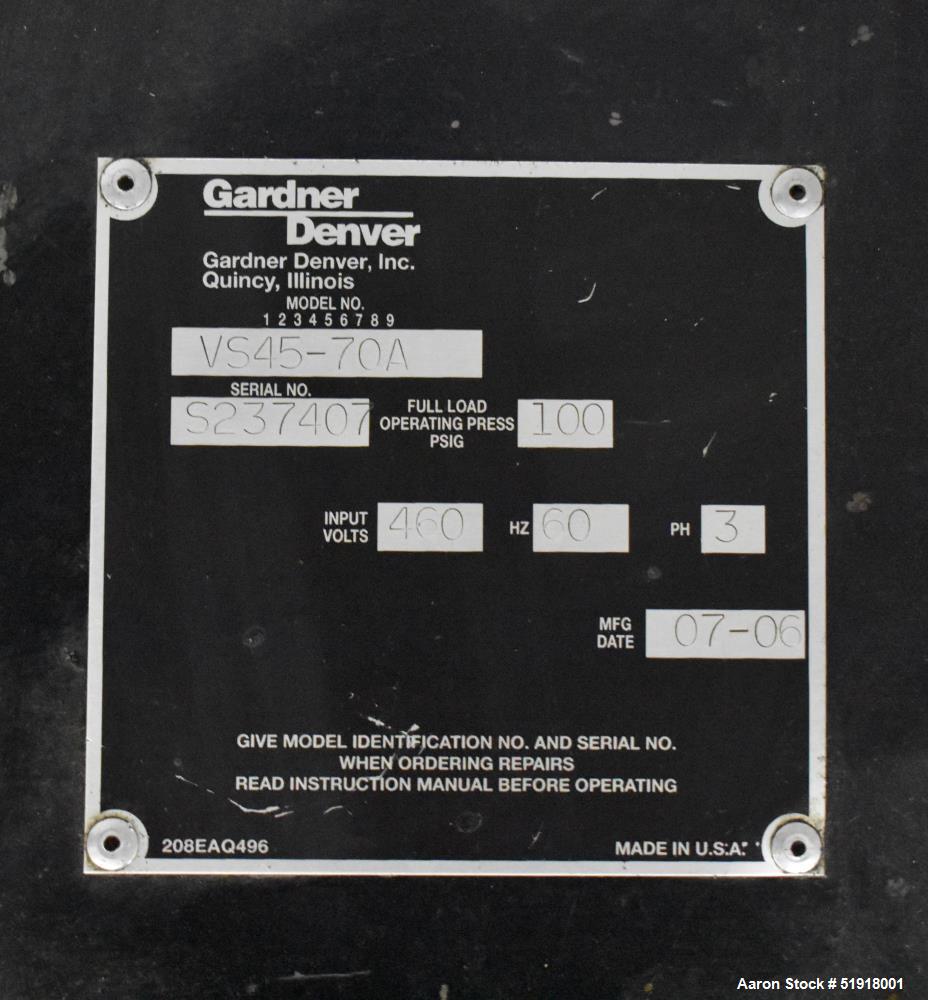 Gardner
Denver
Gardner Denver, Inc.
Quincy, Illinois
MODEL NO.
1 2 3 4 5 6 7 8 9
VS45-70A
SERIAL NO.
S237407
FULL LOAD
OPERATING PRESS
PSIG
100
INPUT
VOLTS
460
HZ
60
PH
3
MFG
DATE
07-06
GIVE MODEL IDENTIFICATION NO. AND SERIAL NO.
WHEN ORDERING REPAIRS
READ INSTRUCTION MANUAL BEFORE OPERATING
208EAQ496
MADE IN U.S.A.
Aaron Stock # 51918001